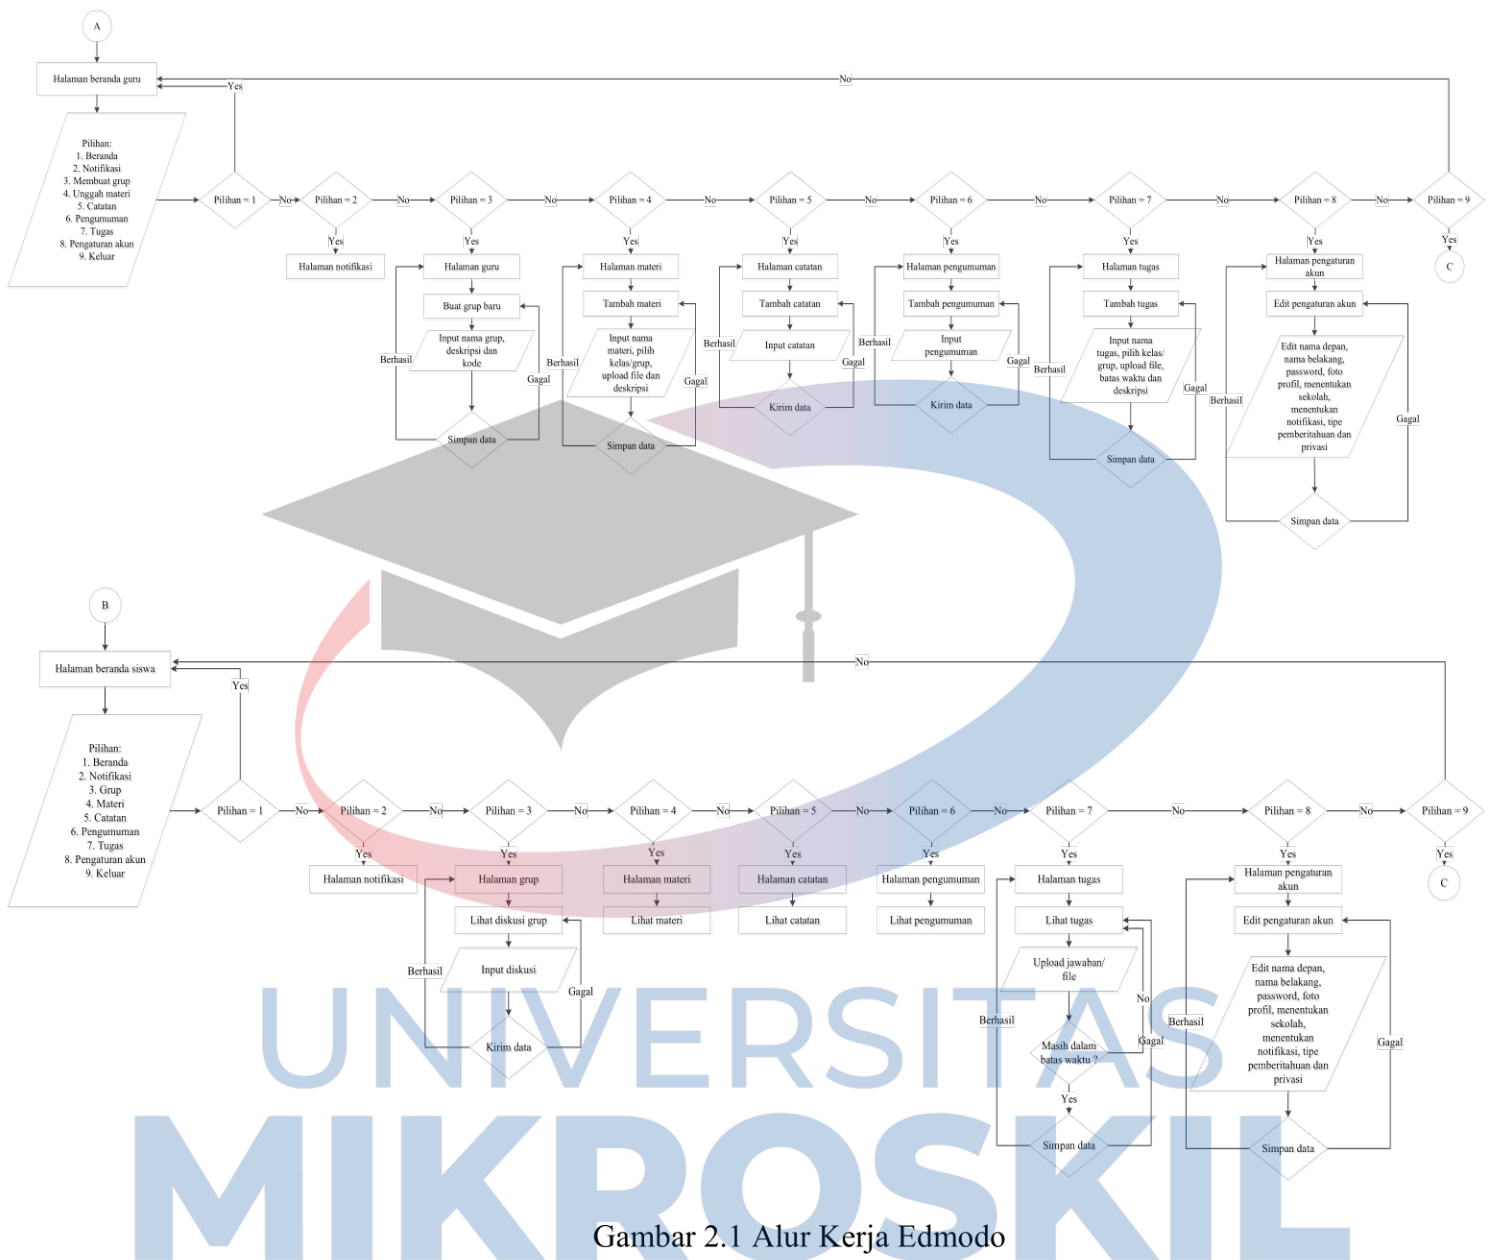 A
Halaman beranda guru
Pilihan:
1. Beranda
2. Notifikasi
3. Membuat grup
4. Unggah materi
5. Catatan
6. Pengumuman
7. Tugas
8. Pengaturan akun
9. Keluar
Yes
No
Pilihan = 1
No
Pilihan = 2
No
Pilihan = 3
No
Pilihan = 4
No
Pilihan = 5
No
Pilihan = 6
No
Pilihan = 7
No
Pilihan = 8
No
Pilihan = 9
Yes
Halaman notifikasi
Yes
Halaman guru
Buat grup baru
Input nama grup,
deskripsi dan
kode
Simpan data
Berhasil
Gagal
Yes
Halaman materi
Tambah materi
Input nama
materi, pilih
kelas/grup,
upload file dan
deskripsi
Simpan data
Berhasil
Gagal
Yes
Halaman catatan
Tambah catatan
Input catatan
Kirim data
Berhasil
Gagal
Yes
Halaman pengumuman
Tambah pengumuman
Input
pengumuman
Kirim data
Berhasil
Gagal
Yes
Halaman tugas
Tambah tugas
Input nama
tugas, pilih kelas/
grup, upload file,
batas waktu dan
deskripsi
Simpan data
Berhasil
Gagal
Yes
Halaman pengaturan
akun
Edit pengaturan akun
Edit nama depan,
nama belakang,
password, foto
profil, menentukan
sekolah,
menentukan
notifikasi, tipe
pemberitahuan dan
privasi
Simpan data
Berhasil
Gagal
Yes
C
B
Halaman beranda siswa
Pilihan:
1. Beranda
2. Notifikasi
3. Grup
4. Materi
5. Catatan
6. Pengumuman
7. Tugas
8. Pengaturan akun
9. Keluar
Yes
No
Pilihan = 1
No
Pilihan = 2
No
Pilihan = 3
No
Pilihan = 4
No
Pilihan = 5
No
Pilihan = 6
No
Pilihan = 7
No
Pilihan = 8
No
Pilihan = 9
Yes
Halaman notifikasi
Yes
Halaman grup
Lihat diskusi grup
Input diskusi
Kirim data
Berhasil
Gagal
Yes
Halaman materi
Lihat materi
Yes
Halaman catatan
Lihat catatan
Yes
Halaman pengumuman
Lihat pengumuman
Yes
Halaman tugas
Lihat tugas
Upload jawaban/
file
Masih dalam
batas waktu ?
No
Yes
Simpan data
Berhasil
Gagal
Yes
Halaman pengaturan
akun
Edit pengaturan akun
Edit nama depan,
nama belakang,
password, foto
profil, menentukan
sekolah,
menentukan
notifikasi, tipe
pemberitahuan dan
privasi
Simpan data
Berhasil
Gagal
Yes
C
UNIVERSITAS
MIKROSKIL
Gambar 2.1 Alur Kerja Edmodo